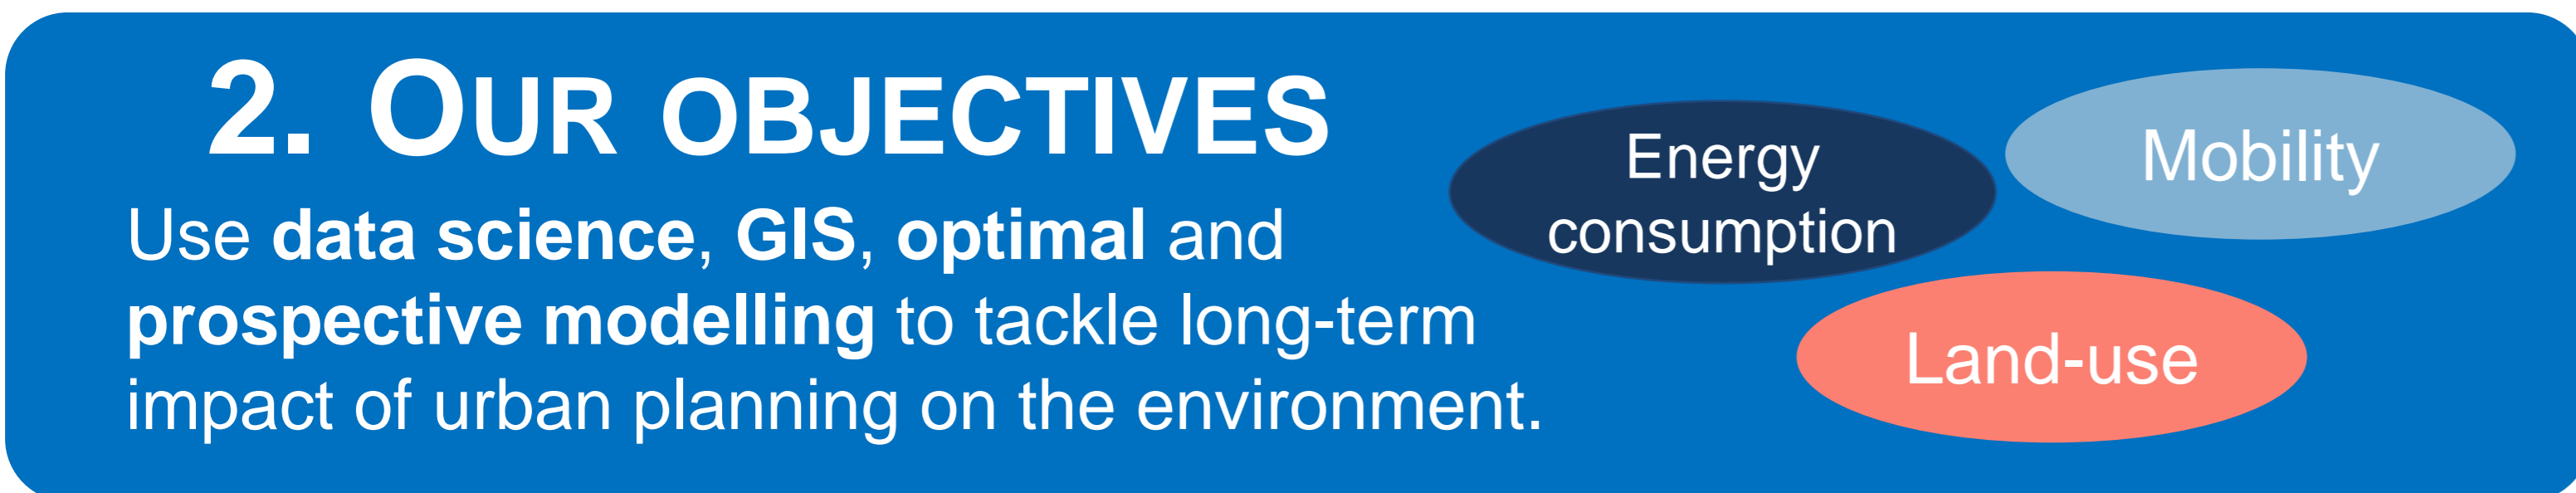 2. OUR OBJECTIVES
Use data science, GIS, optimal and
prospective modelling to tackle long-term
impact of urban planning on the environment.
Energy
consumption
Mobility
Land-use